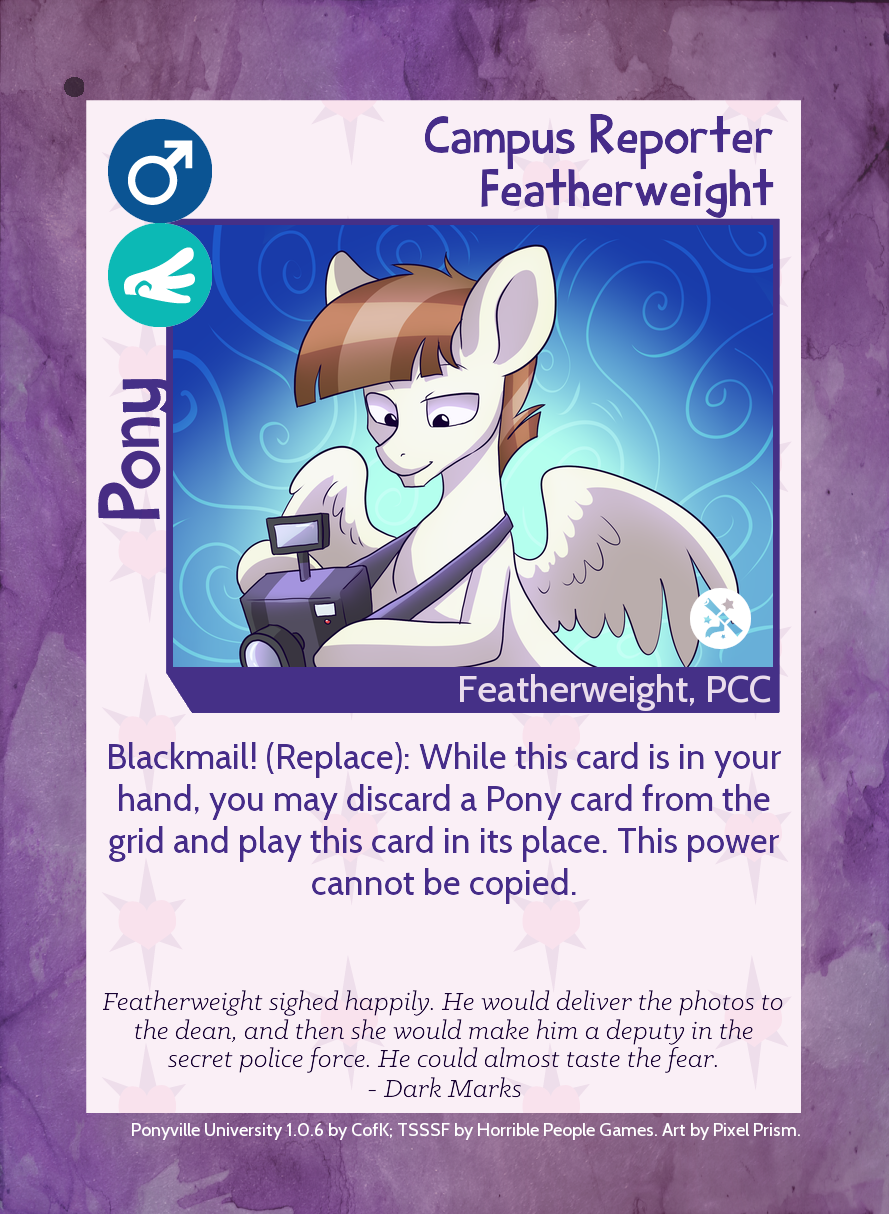 Campus Reporter
Featherweight
Pony
Featherweight, PCC
Blackmail! (Replace): While this card is in your
hand, you may discard a Pony card from the
grid and play this card in its place. This power
cannot be copied.
Featherweight sighed happily. He would deliver the photos to
the dean, and then she would make him a deputy in the
secret police force. He could almost taste the fear.
- Dark Marks
Ponyville University 1.0.6 by CofK; TSSSF by Horrible People Games. Art by Pixel Prism.